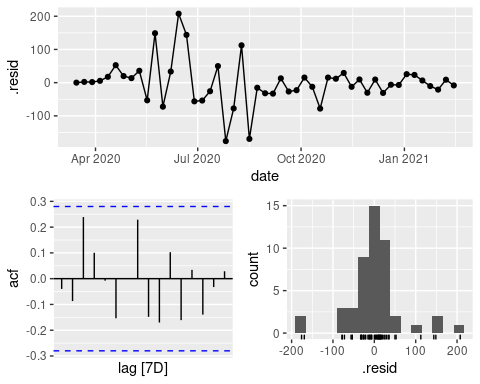 200
100
0
-100
.resid
Apr 2020
Jul 2020
Oct 2020
Jan 2021
date
0.3
0.2
0.1
0.0
-0.1
-0.2
-0.3
acf
lag [7D]
15
10
5
0
count
-200
-100
0
100
200
.resid